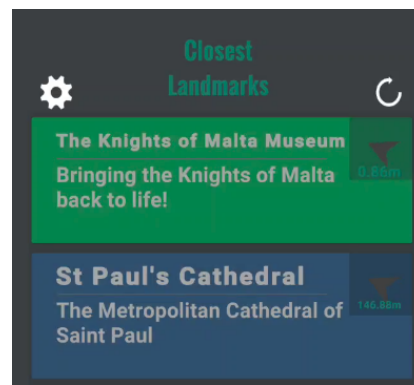 Closest
Landmarks
The Knights of Malta Museum
Bringing the Knights of Malta
back to life!
0.86m
St Paul's Cathedral
The Metropolitan Cathedral of
Saint Paul
146.88m